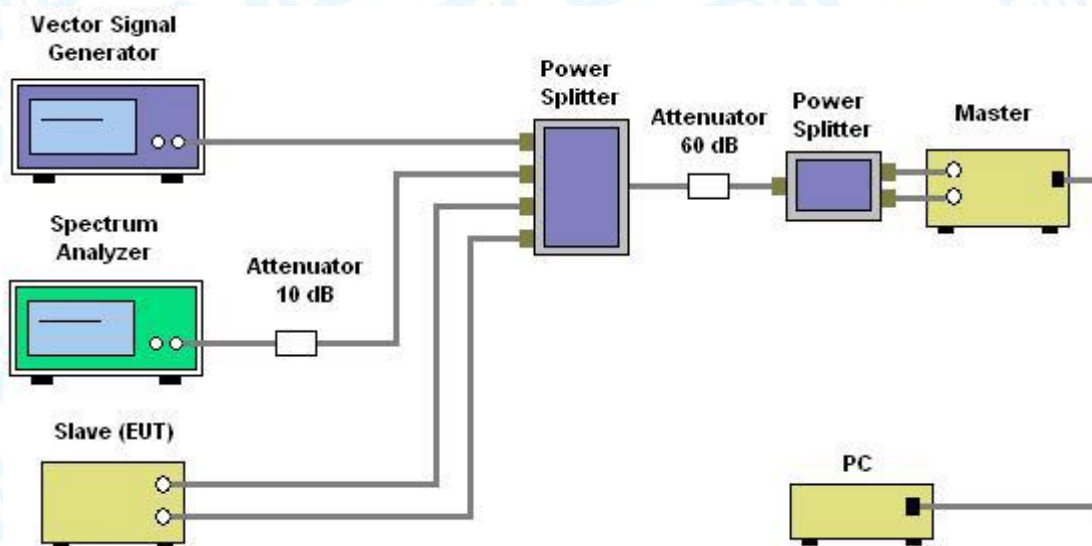 Vector Signal
Generator
Power
Splitter
Attenuator
60 dB
Power
Splitter
Master
Spectrum
Analyzer
Attenuator
10 dB
Slave (EUT)
PC